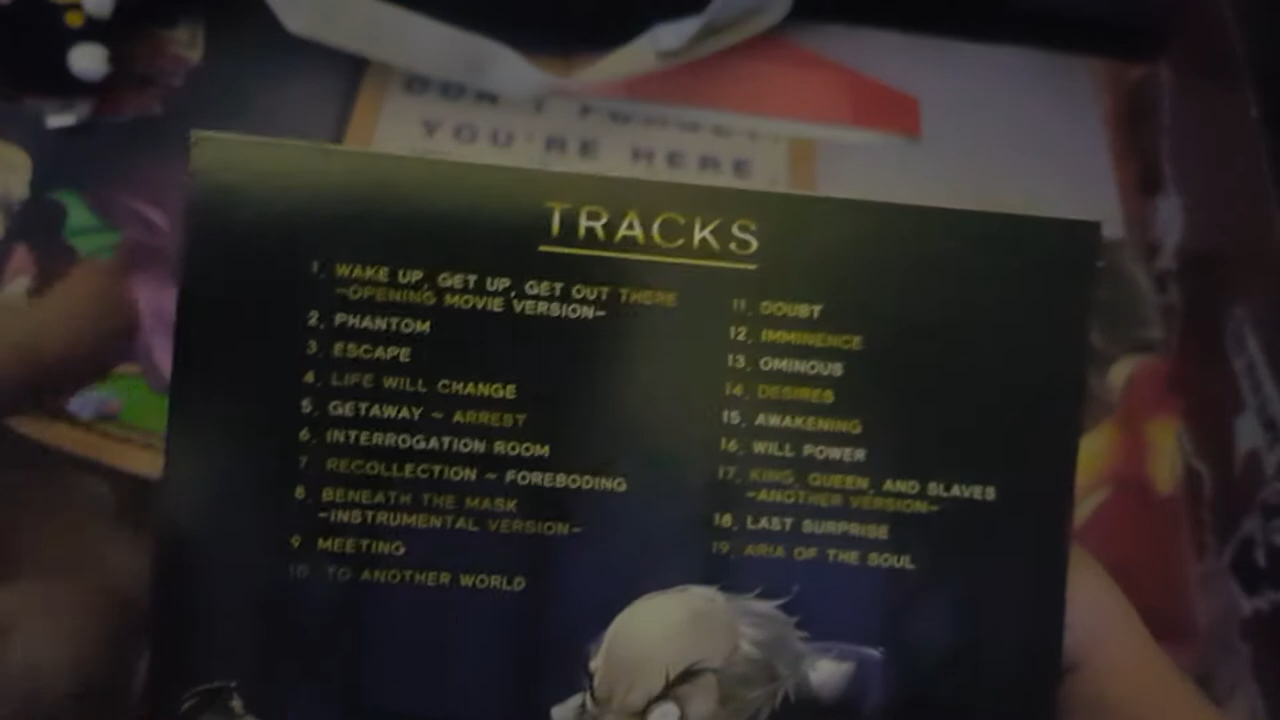 DON'T FORGET:
YOU'RE HERE
TRACKS
1. WAKE UP, GET UP, GET OUT THERE
-OPENING MOVIE VERSION-
2. PHANTOM
3. ESCAPE
4. LIFE WILL CHANGE
5. GETAWAY ~ ARREST
6. INTERROGATION ROOM
7. RECOLLECTION ~ FOREBODING
8. BENEATH THE MASK
-INSTRUMENTAL VERSION-
9. MEETING
10. TO ANOTHER WORLD
11. DOUBT
12. IMMINENCE
13. OMINOUS
14. DESIRES
15. AWAKENING
16. WILL POWER
17. KING, QUEEN, AND SLAVES
-ANOTHER VERSION-
18. LAST SURPRISE
19. ARIA OF THE SOUL